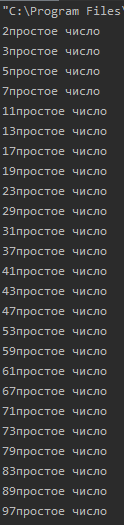 "C:\Program Files\
2простое число
3простое число
5простое число
7простое число
11простое число
13простое число
17простое число
19простое число
23простое число
29простое число
31простое число
37простое число
41простое число
43простое число
47простое число
53простое число
59простое число
61простое число
67простое число
71простое число
73простое число
79простое число
83простое число
89простое число
97простое число